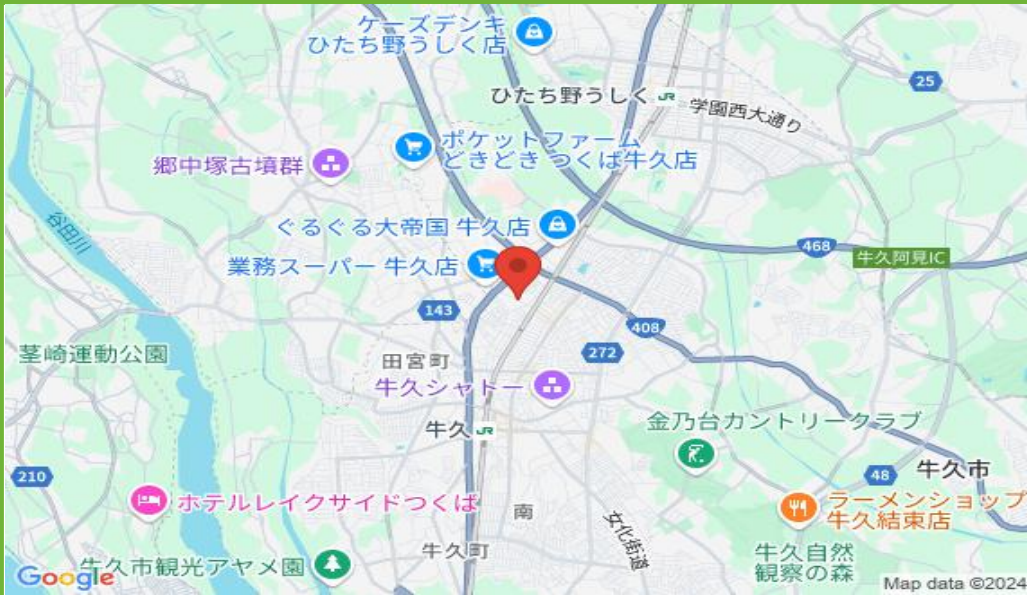 ケーズデンキ
ひたち野うしく店
25
ひたち野うしく JR
学園西大通り
ポケットファーム
どきどき つくば牛久店
郷中塚古墳群
谷田川
ぐるぐる大帝国 牛久店
468
牛久阿見IC
業務スーパー 牛久店
143
408
茎崎運動公園
272
田宮町
牛久シャトー
金乃台カントリークラブ
牛久 JR
210
48
牛久市
ホテルレイクサイドつくば
ラーメンショップ
牛久結束店
南
女化街道
牛久町
牛久自然
観察の森
牛久市観光アヤメ園
Google
Map data ©2024